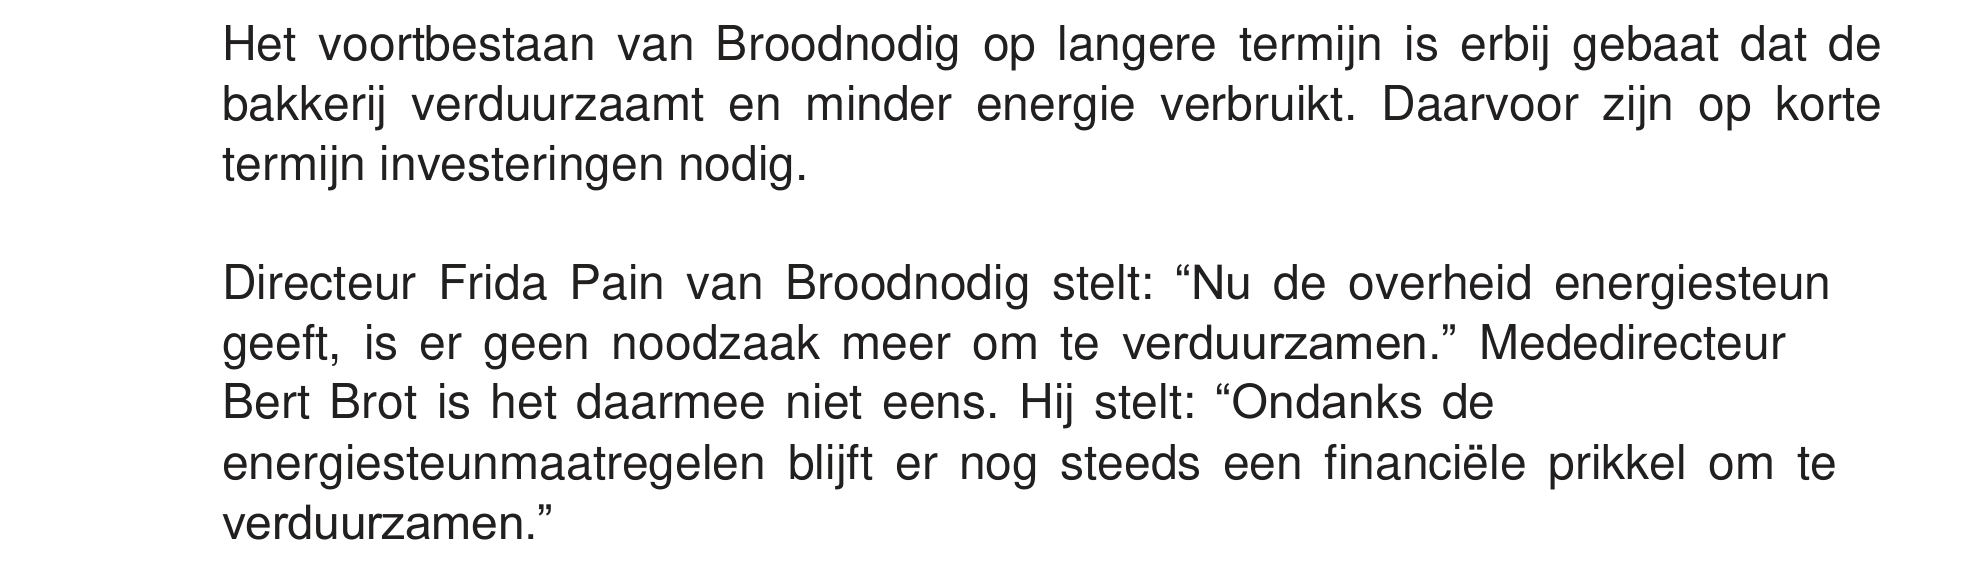 Het voortbestaan van Broodnodig op langere termijn is erbij gebaat dat de
bakkerij verduurzaamt en minder energie verbruikt. Daarvoor zijn op korte
termijn investeringen nodig.
Directeur Frida Pain van Broodnodig stelt: “Nu de overheid energiesteun
geeft, is er geen noodzaak meer om te verduurzamen.” Mededirecteur
Bert Brot is het daarmee niet eens. Hij stelt: “Ondanks de
energiesteunmaatregelen blijft er nog steeds een financiële prikkel om te
verduurzamen.”